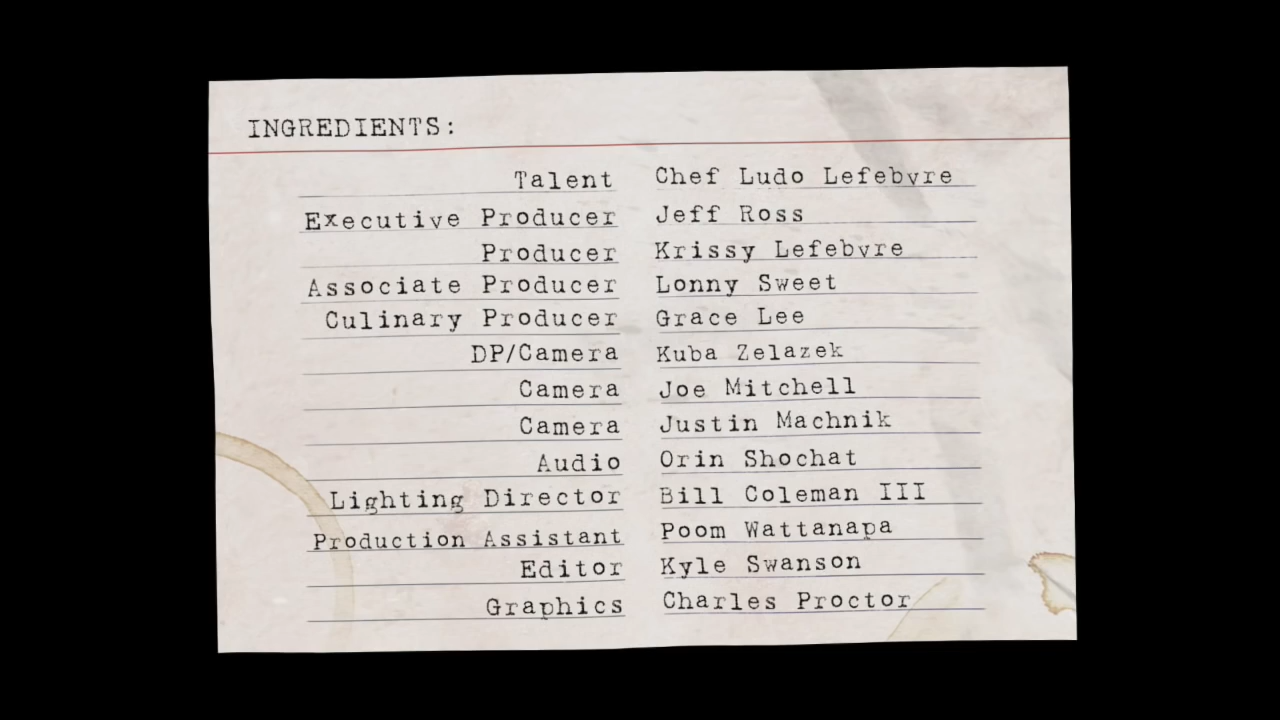 INGREDIENTS:
Talent Chef Ludo Lefebvre
Executive Producer Jeff Ross
Producer Krissy Lefebvre
Associate Producer Lonny Sweet
Culinary Producer Grace Lee
DP/Camera Kuba Zelazek
Camera Joe Mitchell
Camera Justin Machnik
Audio Orin Shochat
Lighting Director Bill Coleman III
Production Assistant Poom Wattanapa
Editor Kyle Swanson
Graphics Charles Proctor